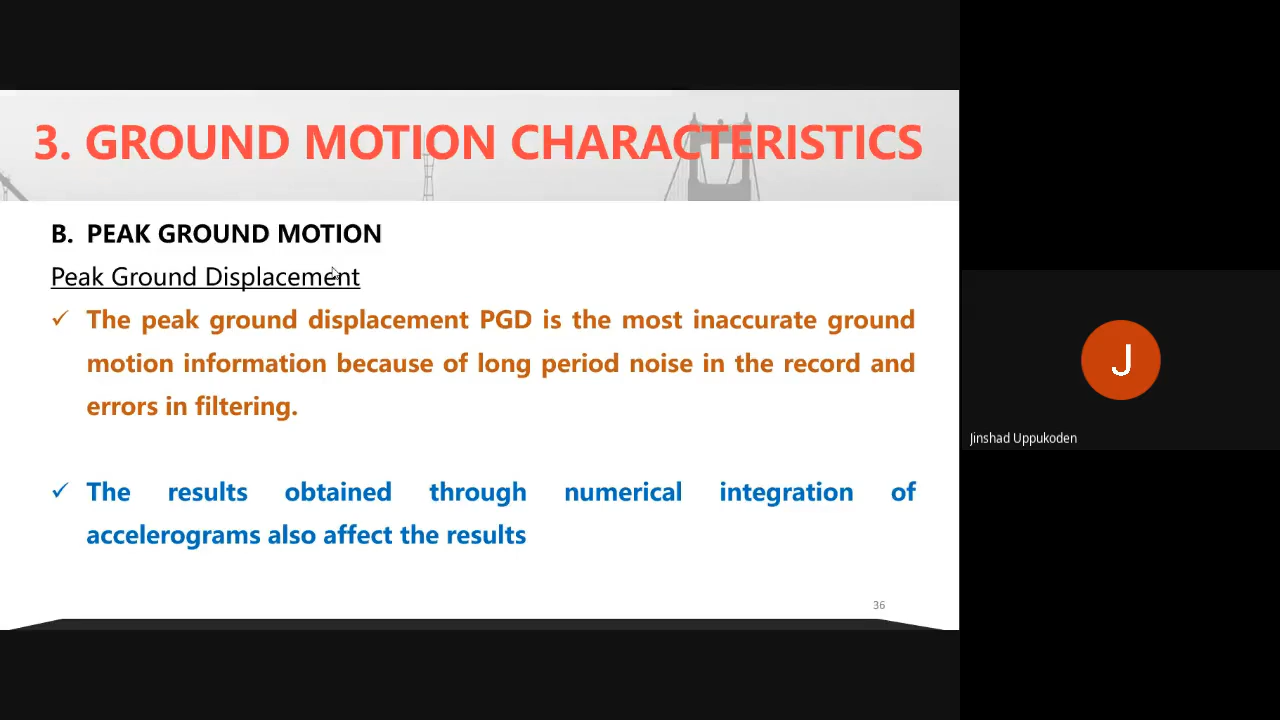 3. GROUND MOTION CHARACTERISTICS
B. PEAK GROUND MOTION
Peak Ground Displacement
✓ The peak ground displacement PGD is the most inaccurate ground
motion information because of long period noise in the record and
errors in filtering.
✓ The results obtained through numerical integration of
accelerograms also affect the results
36
J
Jinshad Uppukoden